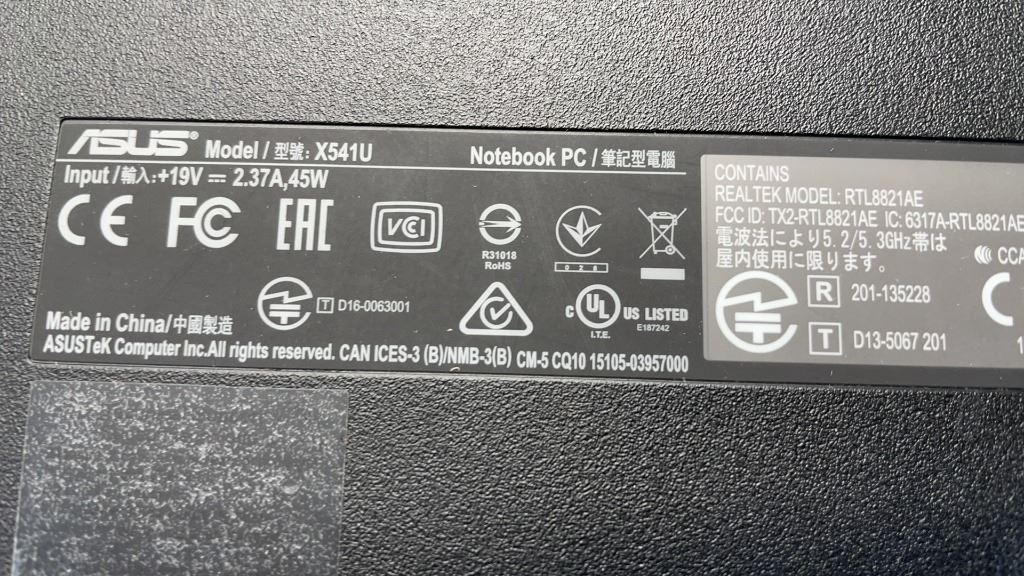 ASUS® Model / 型號: X541U
Notebook PC / 筆記型電腦
Input / 輸入:+19V ⎓ 2.37A,45W
CE FC EAC VCCI
R31018
RoHS
028
T D16-0063001
C UL US LISTED
I.T.E. E187242
Made in China/中國製造
ASUSTeK Computer Inc.All rights reserved. CAN ICES-3 (B)/NMB-3(B) CM-5 CQ10 15105-03957000
CONTAINS
REALTEK MODEL: RTL8821AE
FCC ID: TX2-RTL8821AE IC: 6317A-RTL8821AE
電波法により5.2/5.3GHz帯は
屋内使用に限ります。
R 201-135228
T D13-5067 201